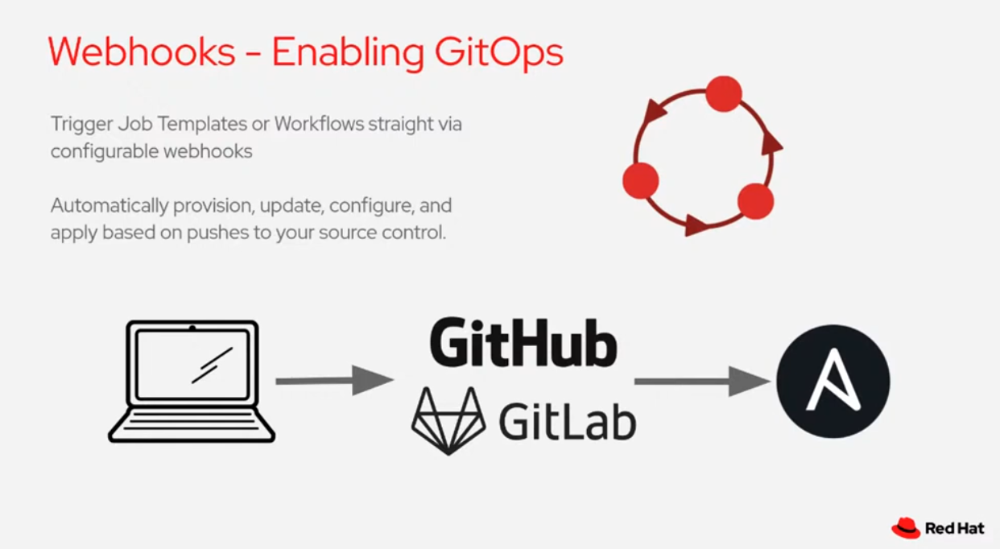 Webhooks - Enabling GitOps
Trigger Job Templates or Workflows straight via
configurable webhooks
Automatically provision, update, configure, and
apply based on pushes to your source control.
GitHub
GitLab
Red Hat